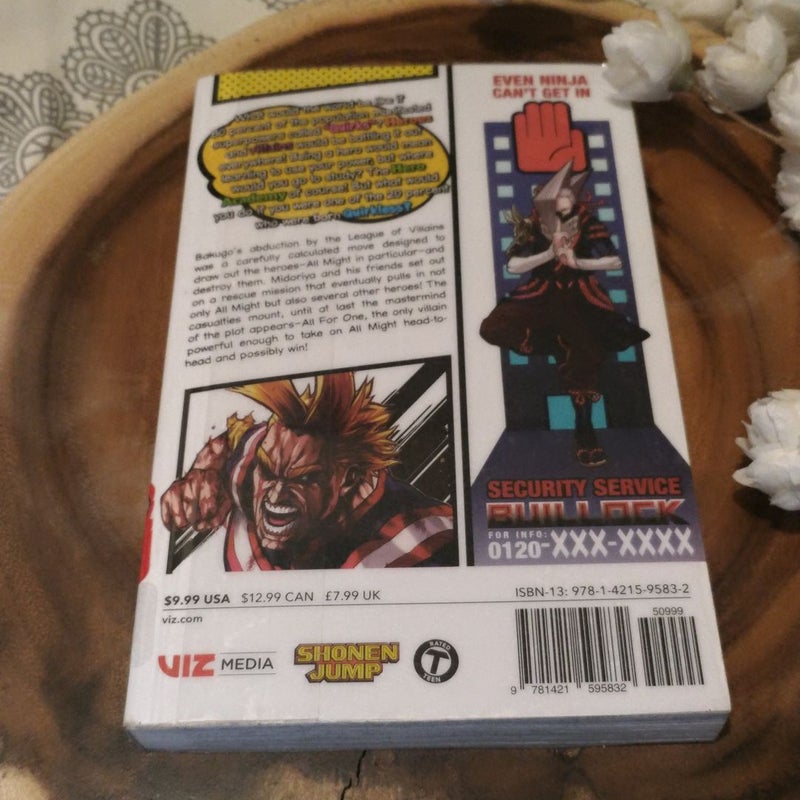 What would the world be like if
80 percent of the population manifested
superpowers called "Quirks"? Heroes
and Villains would be battling it out
everywhere! Being a hero would mean
learning to use your power, but where
would you go to study? The Hero
Academy of course! But what would
you do if you were one of the 20 percent
who were born Quirkless?
Bakugo's abduction by the League of Villains
was a carefully calculated move designed to
draw out the heroes—All Might in particular—and
destroy them. Midoriya and his friends set out
on a rescue mission that eventually pulls in not
only All Might but also several other heroes! The
casualties mount, until at last the mastermind
of the plot appears—All For One, the only villain
powerful enough to take on All Might head-to-
head and possibly win!
EVEN NINJA
CAN'T GET IN
SECURITY SERVICE
BUILLOCK
FOR INFO:
0120-XXX-XXXX
$9.99 USA $12.99 CAN £7.99 UK
viz.com
VIZ MEDIA
SHONEN
JUMP
RATED
T
TEEN
ISBN-13: 978-1-4215-9583-2
50999
9 781421 595832